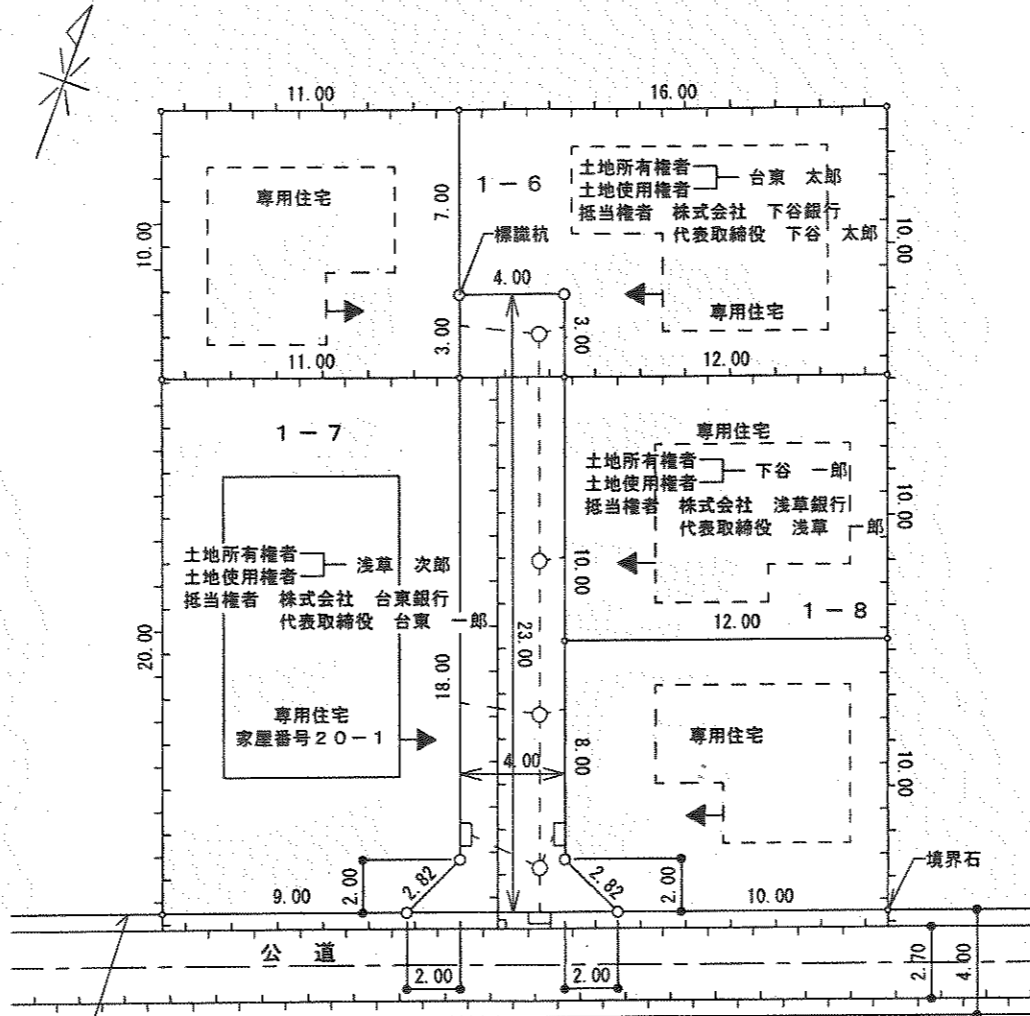 11.00
16.00
専用住宅
10.00
7.00
1-6
土地所有権者
土地使用権者
台東 太郎
抵当権者 株式会社 下谷銀行
代表取締役 下谷 太郎
10.00
標識杭
4.00
専用住宅
3.00
3.00
11.00
12.00
1-7
専用住宅
土地所有権者
土地使用権者
下谷 一郎
抵当権者 株式会社 浅草銀行
代表取締役 浅草 一郎
10.00
土地所有権者
土地使用権者
浅草 次郎
抵当権者 株式会社 台東銀行
代表取締役 台東 一郎
10.00
12.00
1-8
20.00
18.00
23.00
専用住宅
家屋番号20-1
専用住宅
4.00
8.00
10.00
境界石
9.00
2.00
2.82
2.82
2.00
10.00
公道
2.00
2.00
2.70
4.00